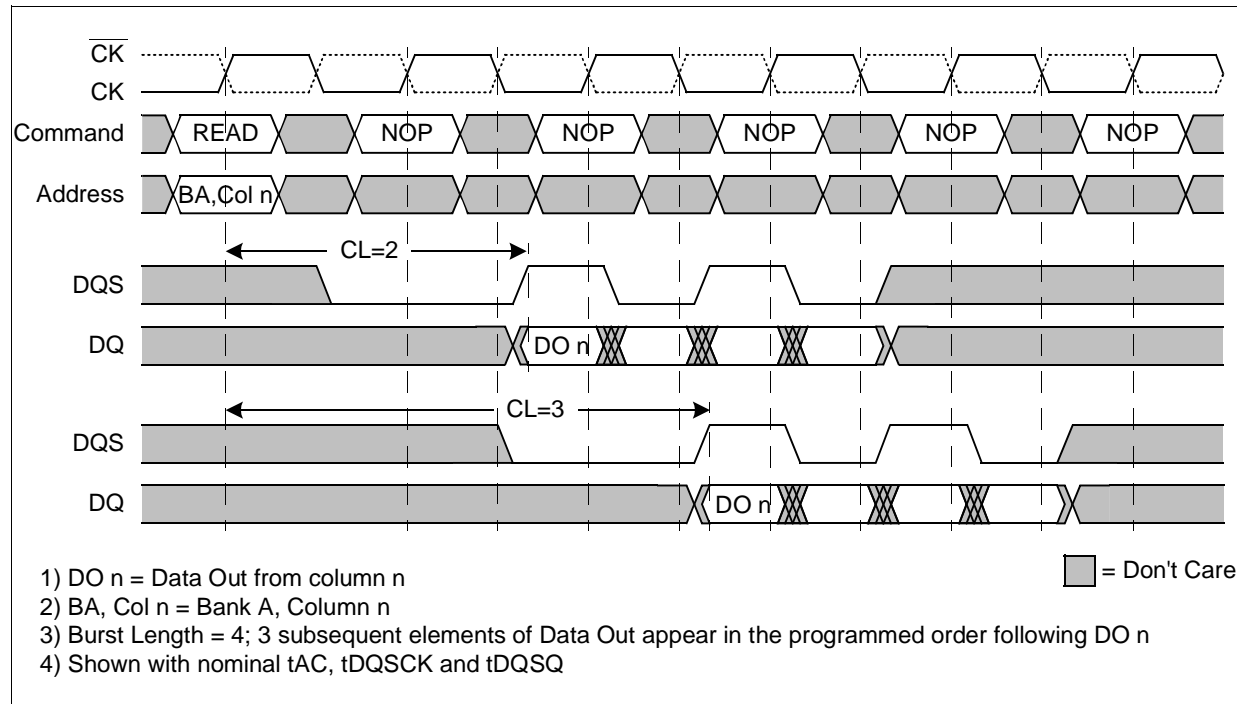 CK
CK
Command READ NOP NOP NOP NOP NOP
Address BA,Col n
CL=2
DQS
DQ DO n
CL=3
DQS
DQ DO n
1) DO n = Data Out from column n
= Don't Care
2) BA, Col n = Bank A, Column n
3) Burst Length = 4; 3 subsequent elements of Data Out appear in the programmed order following DO n
4) Shown with nominal tAC, tDQSCK and tDQSQ